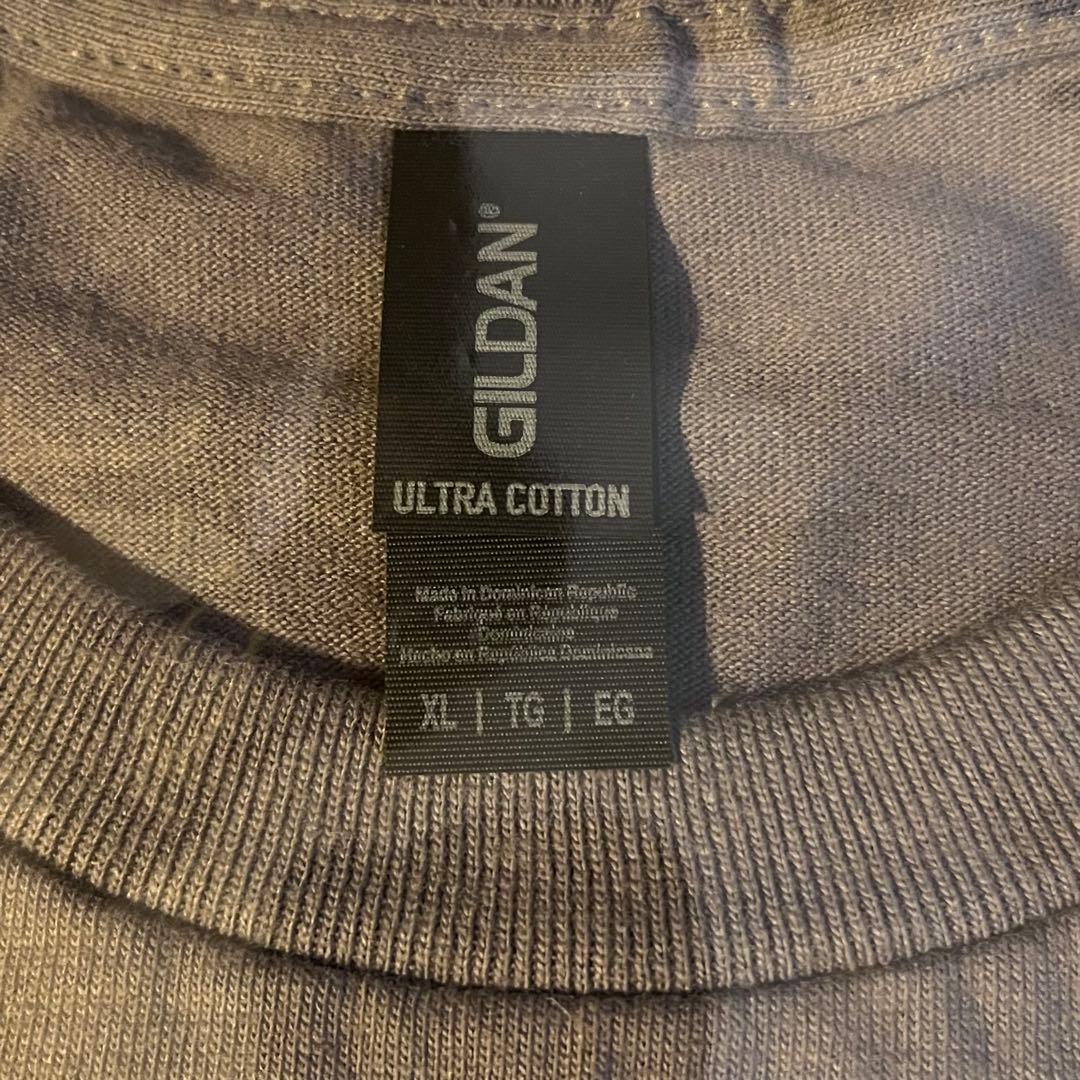 GILDAN®
ULTRA COTTON
Made in Dominican Republic
Fabriqué en République
Dominicaine
Hecho en República Dominicana
XL | TG | EG